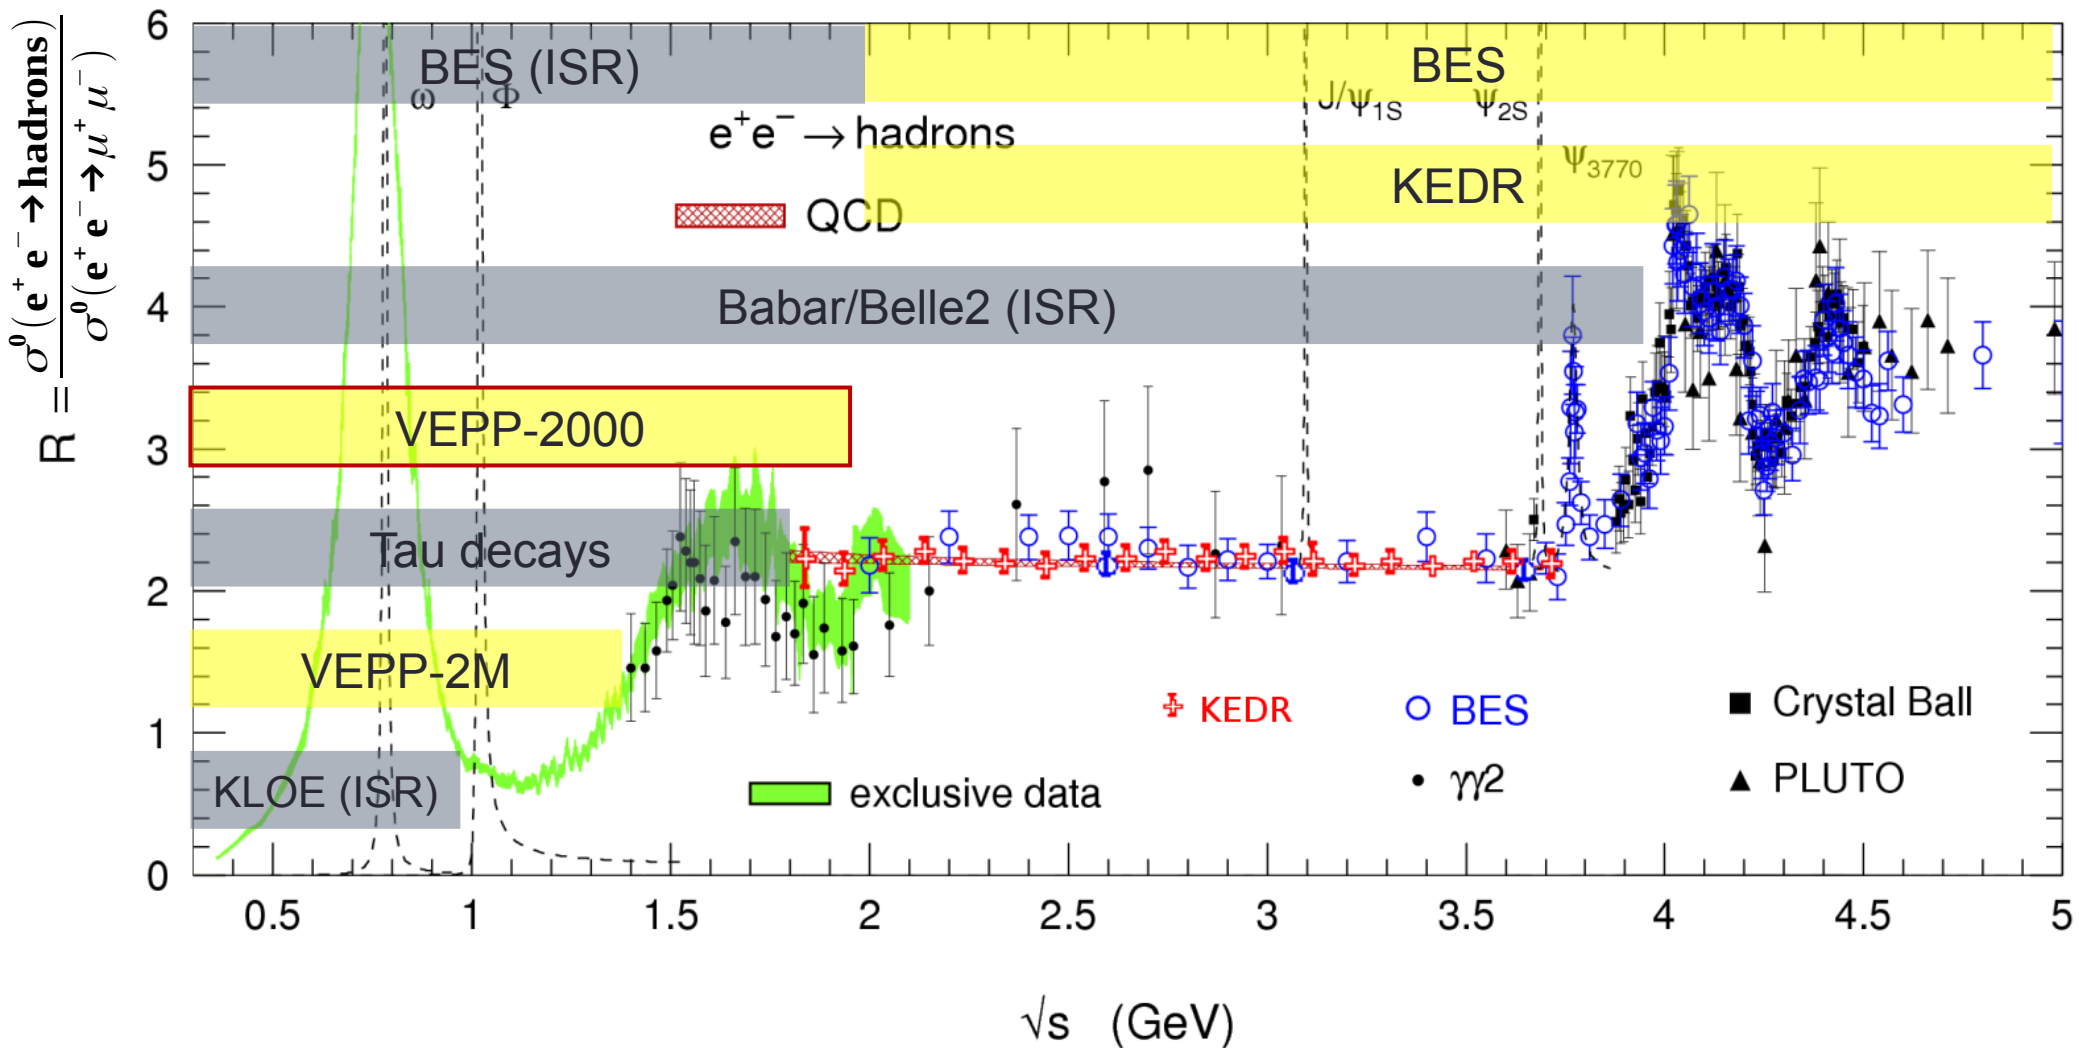 R = σ⁰(e⁺ e⁻ → hadrons) / σ⁰(e⁺ e⁻ → μ⁺ μ⁻)
6
5
4
3
2
1
0
BES (ISR)
BES
ω
Φ
J/ψ1S
ψ2S
e⁺e⁻ → hadrons
ψ3770
KEDR
QCD
Babar/Belle2 (ISR)
VEPP-2000
Tau decays
VEPP-2M
KLOE (ISR)
KEDR
BES
Crystal Ball
exclusive data
γγ2
PLUTO
0.5 1 1.5 2 2.5 3 3.5 4 4.5 5
√s (GeV)